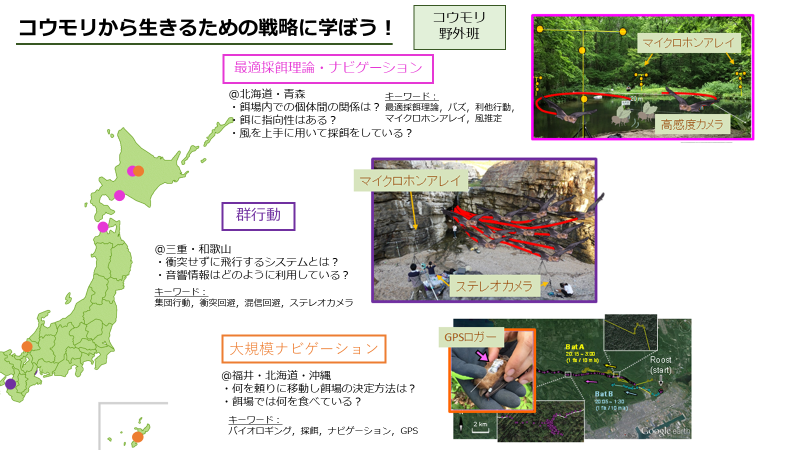 コウモリから生きるための戦略に学ぼう！
コウモリ
野外班
最適採餌理論・ナビゲーション
@北海道・青森
・餌場内での個体間の関係は？
・餌に指向性はある？
・風を上手に用いて採餌をしている？
キーワード：
最適採餌理論，バズ，利他行動，
マイクロホンアレイ，風推定
マイクロホンアレイ
高感度カメラ
群行動
@三重・和歌山
・衝突せずに飛行するシステムとは？
・音響情報はどのように利用している？
キーワード：
集団行動，衝突回避，混信回避，ステレオカメラ
マイクロホンアレイ
ステレオカメラ
大規模ナビゲーション
@福井・北海道・沖縄
・何を頼りに移動し餌場の決定方法は？
・餌場では何を食べている？
キーワード：
バイオロギング，採餌，ナビゲーション，GPS
GPSロガー
Bat A
20:15 – 3:00
(1 fix / 10 min)
Roost
(start)
Bat B
(1 fix / 10 min)
2 km
Google earth